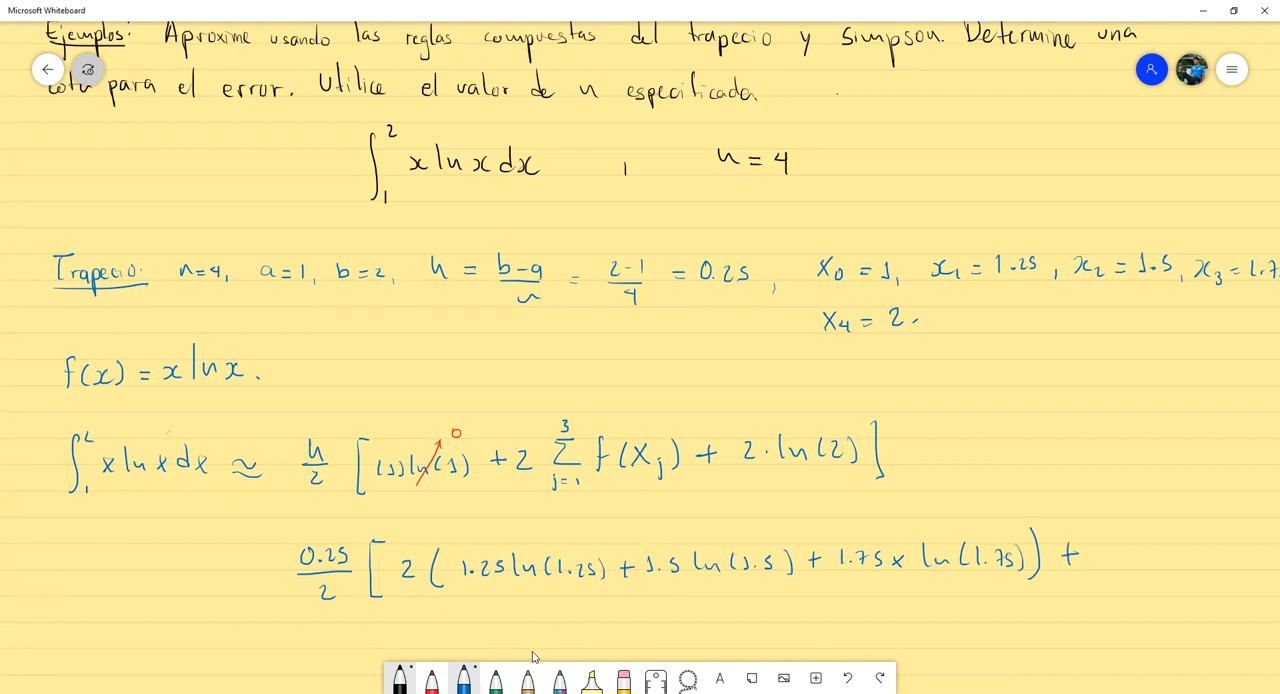 Microsoft Whiteboard
Ejemplos: Aproxime usando las reglas compuestas del trapecio y Simpson. Determine una
cota para el error. Utilice el valor de n especificada
∫₁² x ln x dx , n = 4
Trapecio: n=4, a=1, b=2, h = (b-a)/n = (2-1)/4 = 0.25, x₀ = 1, x₁ = 1.25, x₂ = 1.5, x₃ = 1.7
x₄ = 2.
f(x) = x ln x.
∫₁² x ln x dx ≈ h/2 [(1) ln(1) 0 + 2 ∑_{j=1}^{3} f(x_j) + 2·ln(2)]
0.25/2 [2 (1.25 ln(1.25) + 1.5 ln(1.5) + 1.75 x ln(1.75)) +
A